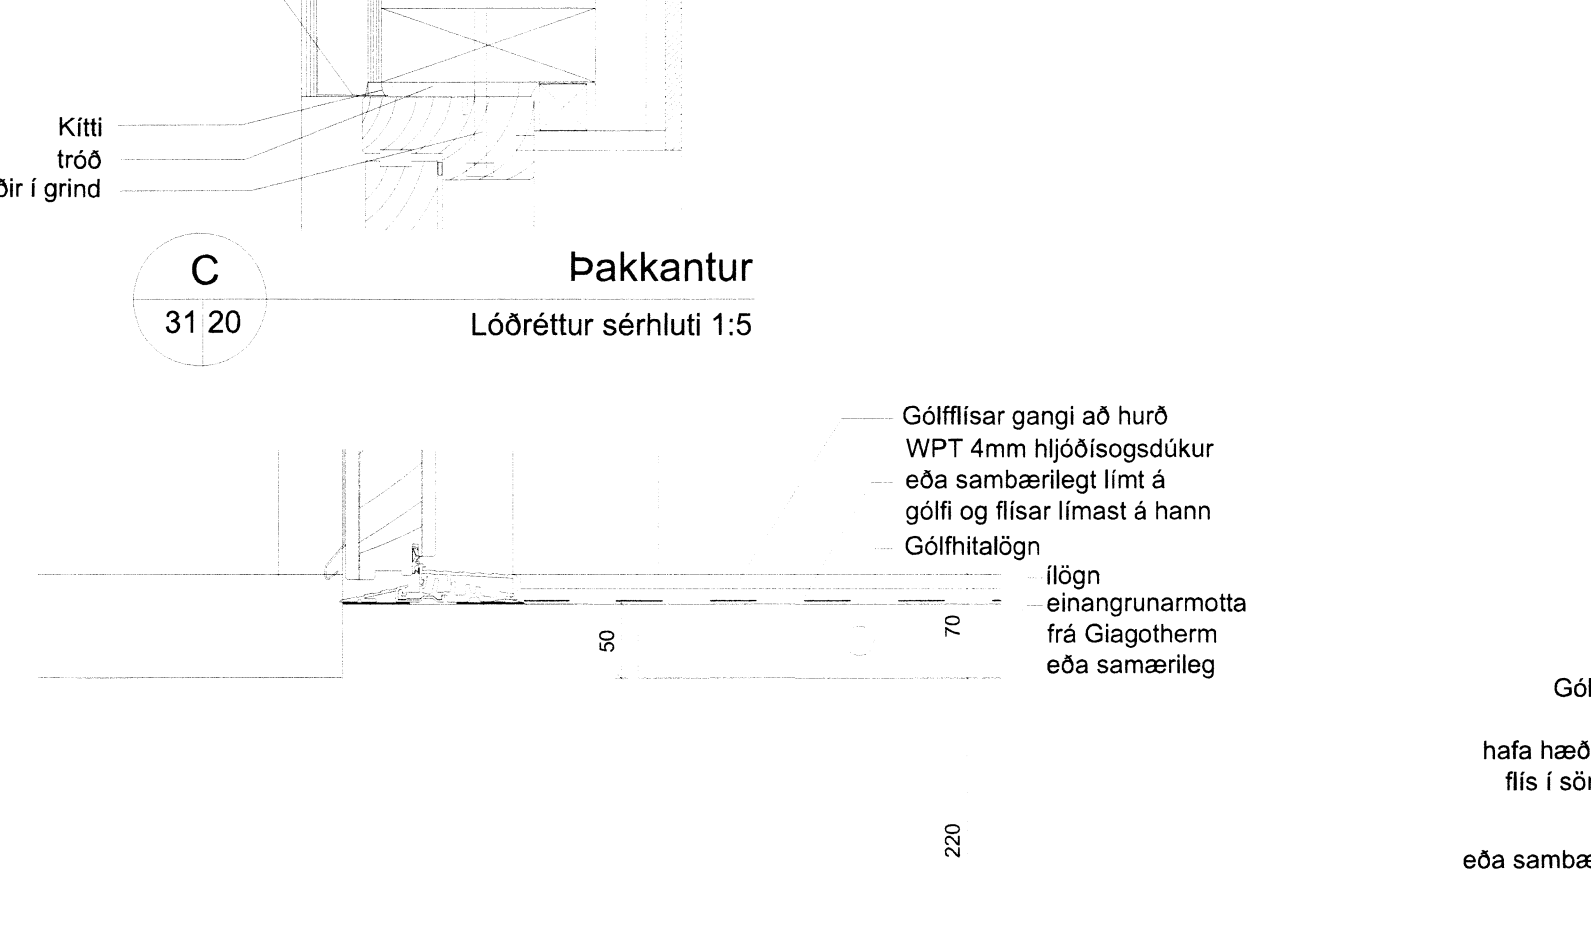 Kítti
tróð
ðir í grind
C
31 20
Þakkantur
Lóðréttur sérhluti 1:5
Gólfflísar gangi að hurð
WPT 4mm hljóðísogsdúkur
eða sambærilegt límt á
gólfi og flísar límast á hann
Gólfhitalögn
ílögn
einangrunarmotta
frá Giagotherm
eða samærileg
50
70
220
Gól
hafa hæð
flís í sör
eða sambæ